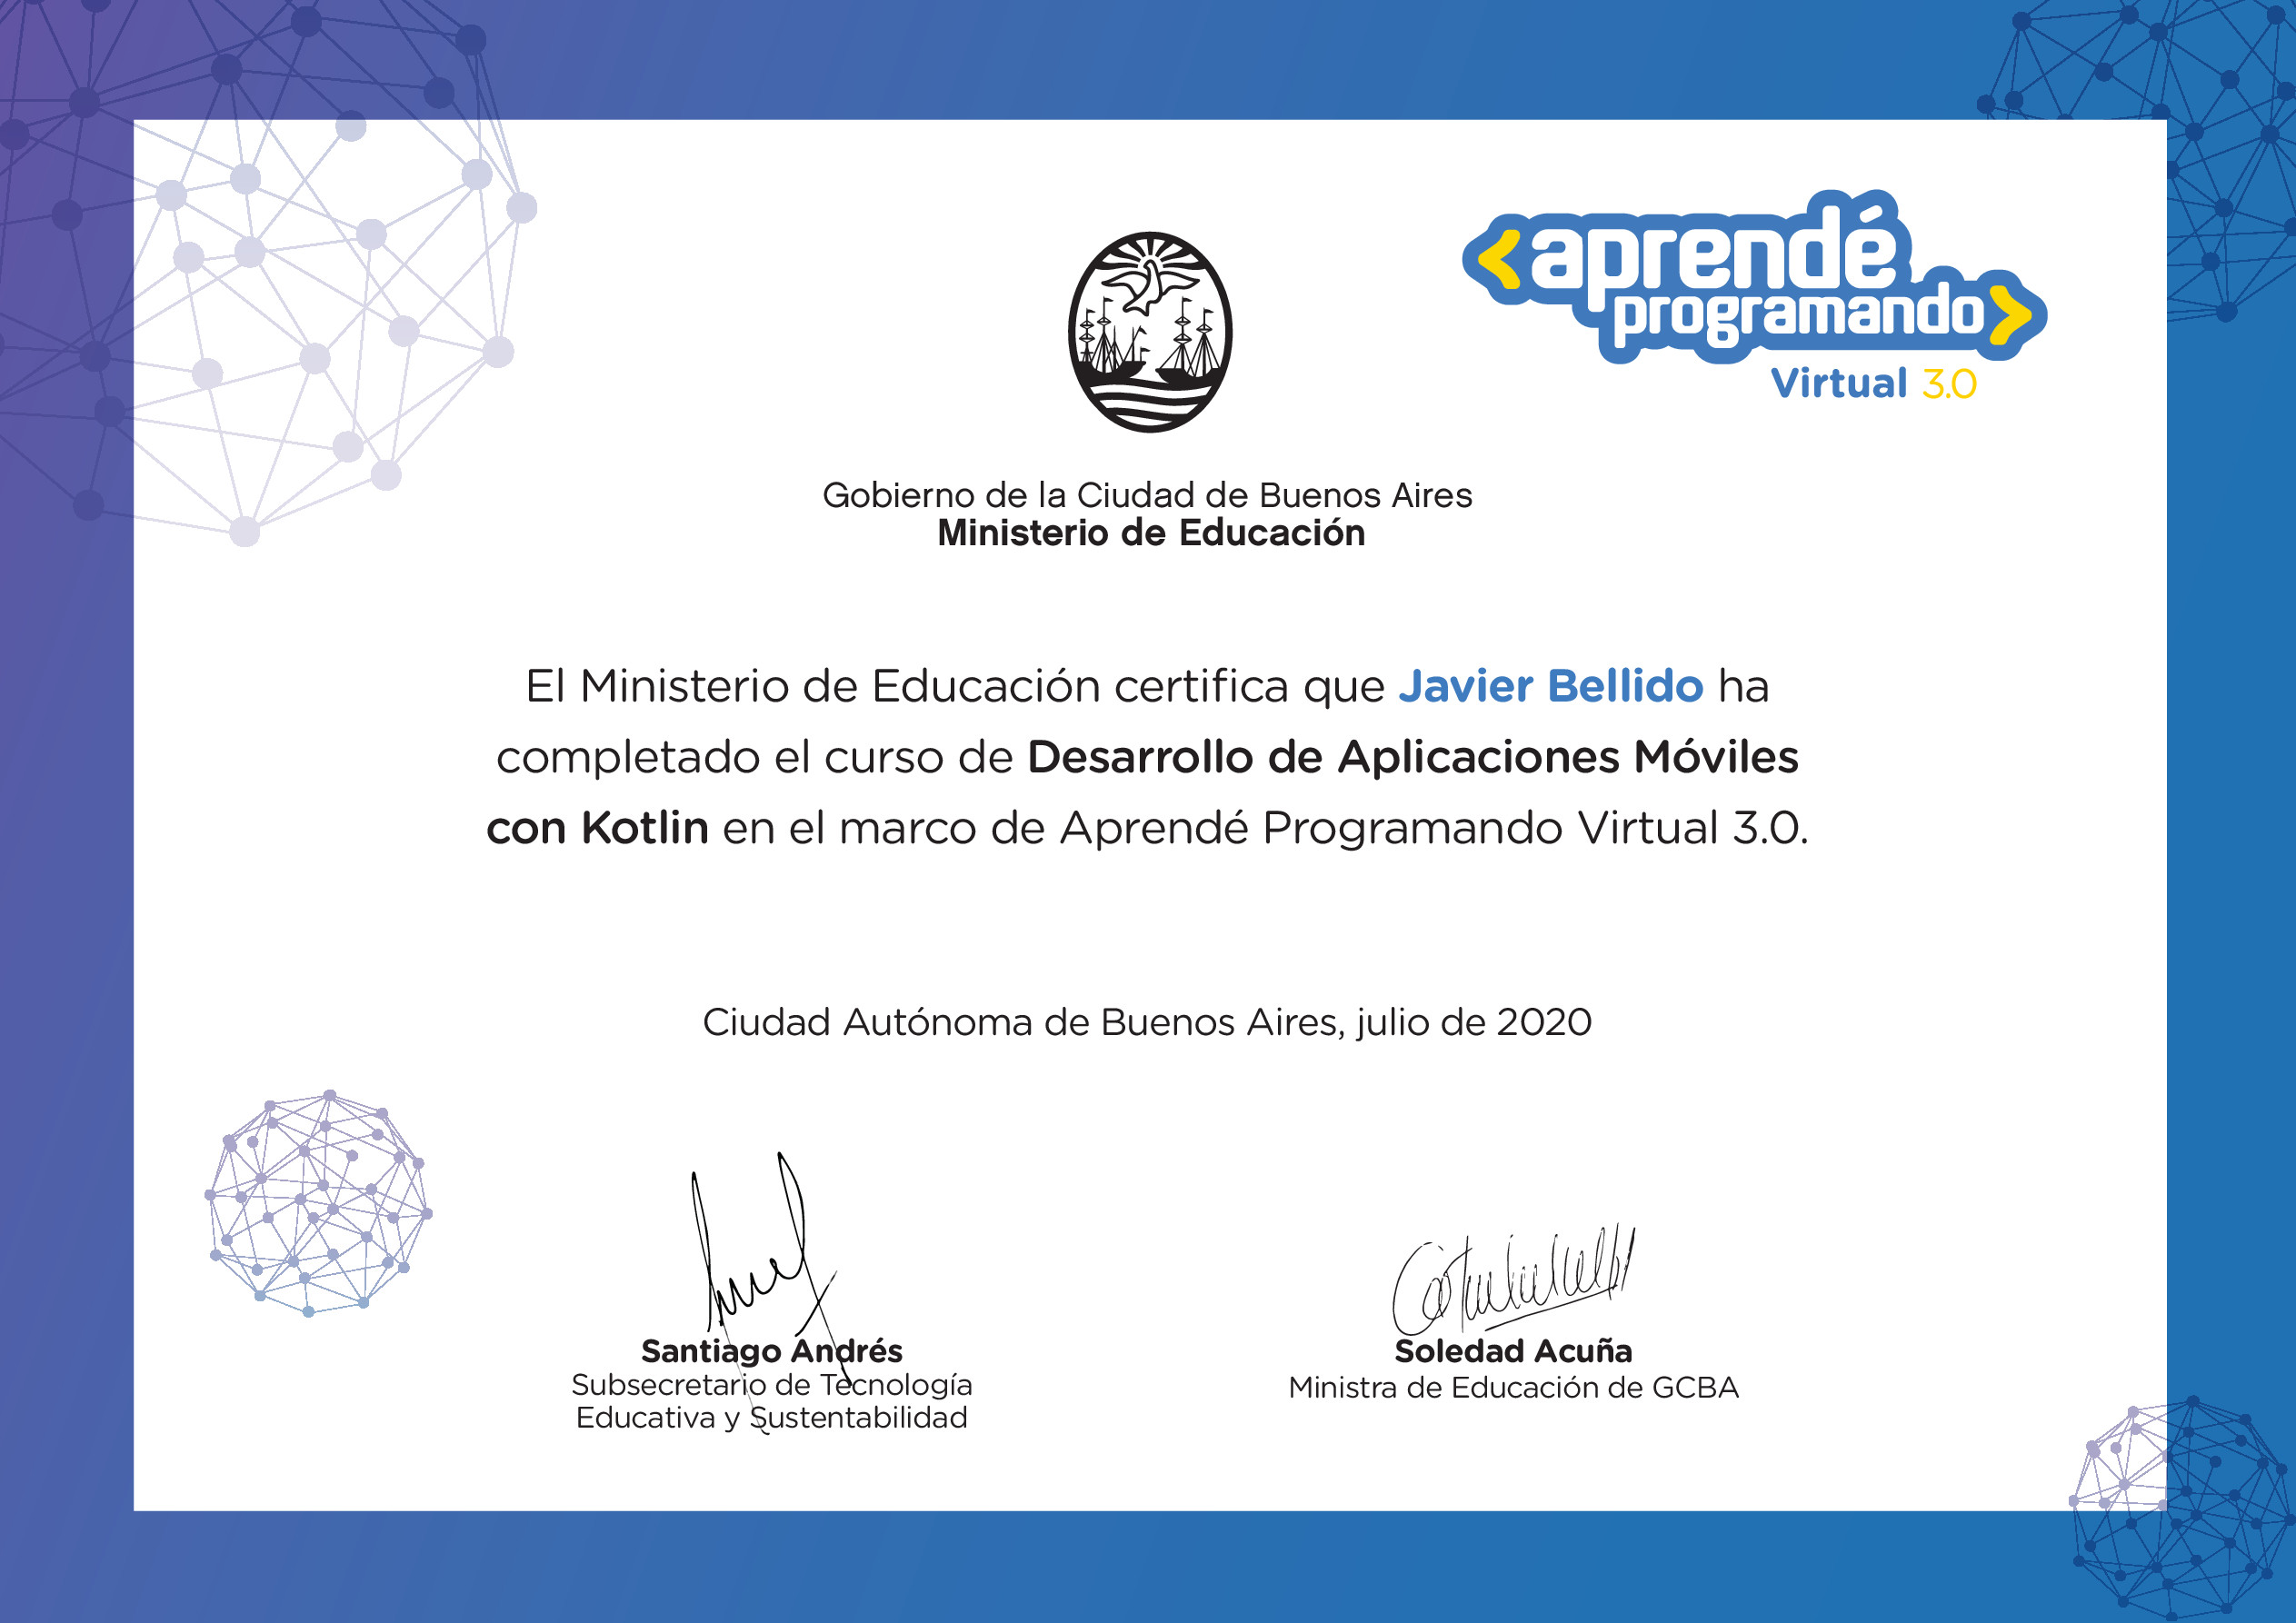 <aprendé
programando>
Virtual 3.0
Gobierno de la Ciudad de Buenos Aires
Ministerio de Educación
El Ministerio de Educación certifica que Javier Bellido ha
completado el curso de Desarrollo de Aplicaciones Móviles
con Kotlin en el marco de Aprendé Programando Virtual 3.0.
Ciudad Autónoma de Buenos Aires, julio de 2020
Santiago Andrés
Subsecretario de Tecnología
Educativa y Sustentabilidad
Soledad Acuña
Ministra de Educación de GCBA